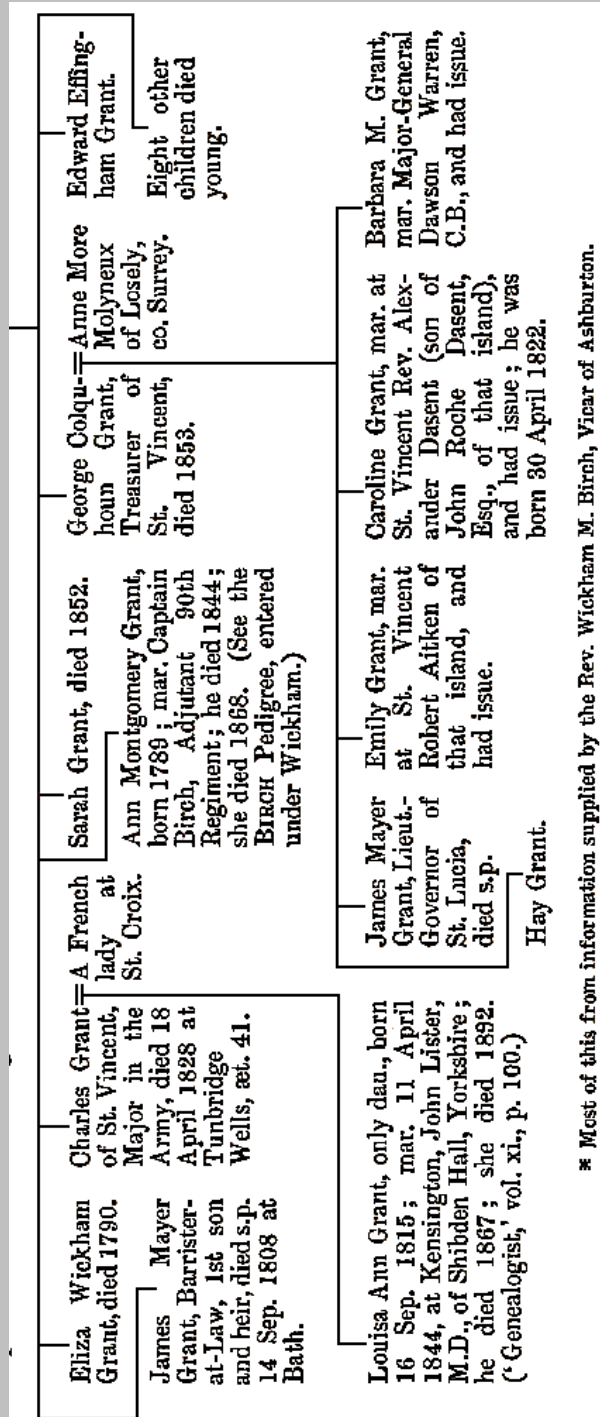 Eliza Wickham
Grant, died 1790.
James Mayer
Grant, Barrister-
at-Law, 1st son
and heir, died s.p.
14 Sep. 1808 at
Bath.
Charles Grant=A French
of St. Vincent, lady at
Major in the St. Croix.
Army, died 18
April 1828 at
Tunbridge
Wells, æt. 41.
Sarah Grant, died 1852.
Ann Montgomery Grant,
born 1789; mar. Captain
Birch, Adjutant 90th
Regiment; he died 1844;
she died 1868. (See the
BIRCH Pedigree, entered
under Wickham.)
George Colqu-=Anne More
houn Grant, Molyneux
Treasurer of of Losely,
St. Vincent, co. Surrey.
died 1853.
Edward Effing-
ham Grant.
Eight other
children died
young.
Louisa Ann Grant, only dau., born
16 Sep. 1815; mar. 11 April
1844, at Kensington, John Lister,
M.D., of Shibden Hall, Yorkshire;
he died 1867; she died 1892.
(‘Genealogist,’ vol. xi., p. 100.)
James Mayer
Grant, Lieut.-
Governor of
St. Lucia,
died s.p.
Hay Grant.
Emily Grant, mar.
at St. Vincent
Robert Aitken of
that island, and
had issue.
Caroline Grant, mar. at
St. Vincent Rev. Alex-
ander Dasent (son of
John Roche Dasent,
Esq., of that island),
and had issue; he was
born 30 April 1822.
Barbara M. Grant,
mar. Major-General
Dawson Warren,
C.B., and had issue.
* Most of this from information supplied by the Rev. Wickham M. Birch, Vicar of Ashburton.